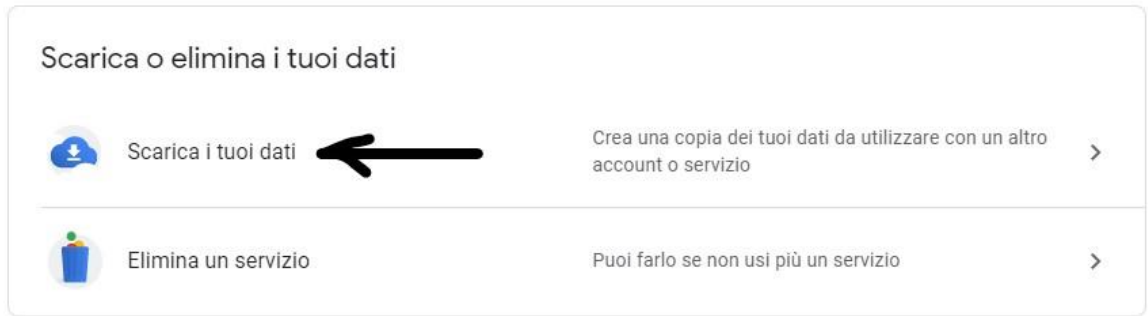 Scarica o elimina i tuoi dati
Scarica i tuoi dati
Crea una copia dei tuoi dati da utilizzare con un altro
account o servizio
Elimina un servizio
Puoi farlo se non usi più un servizio